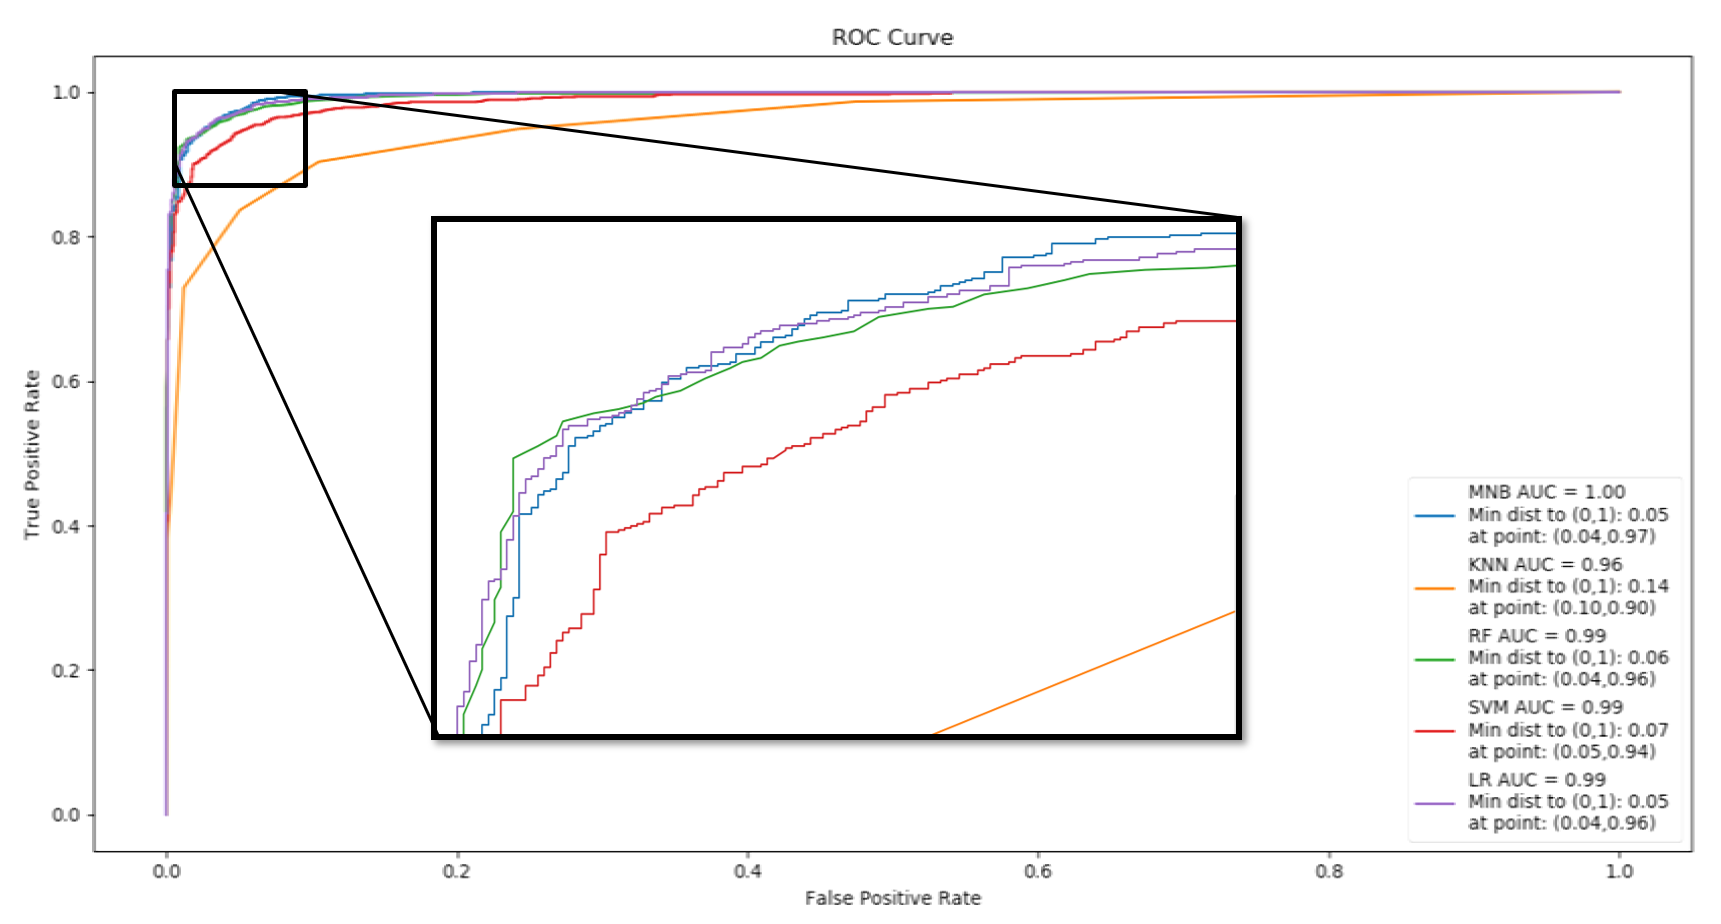 ROC Curve
True Positive Rate
1.0
0.8
0.6
0.4
0.2
0.0
MNB AUC = 1.00
Min dist to (0,1): 0.05
at point: (0.04,0.97)
KNN AUC = 0.96
Min dist to (0,1): 0.14
at point: (0.10,0.90)
RF AUC = 0.99
Min dist to (0,1): 0.06
at point: (0.04,0.96)
SVM AUC = 0.99
Min dist to (0,1): 0.07
at point: (0.05,0.94)
LR AUC = 0.99
Min dist to (0,1): 0.05
at point: (0.04,0.96)
0.0 0.2 0.4 0.6 0.8 1.0
False Positive Rate